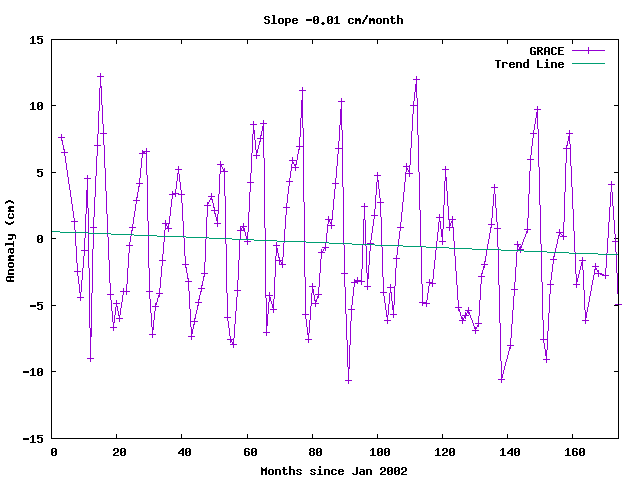 Slope -0.01 cm/month
GRACE
Trend Line
15
10
5
0
-5
-10
-15
Anomaly (cm)
0 20 40 60 80 100 120 140 160
Months since Jan 2002